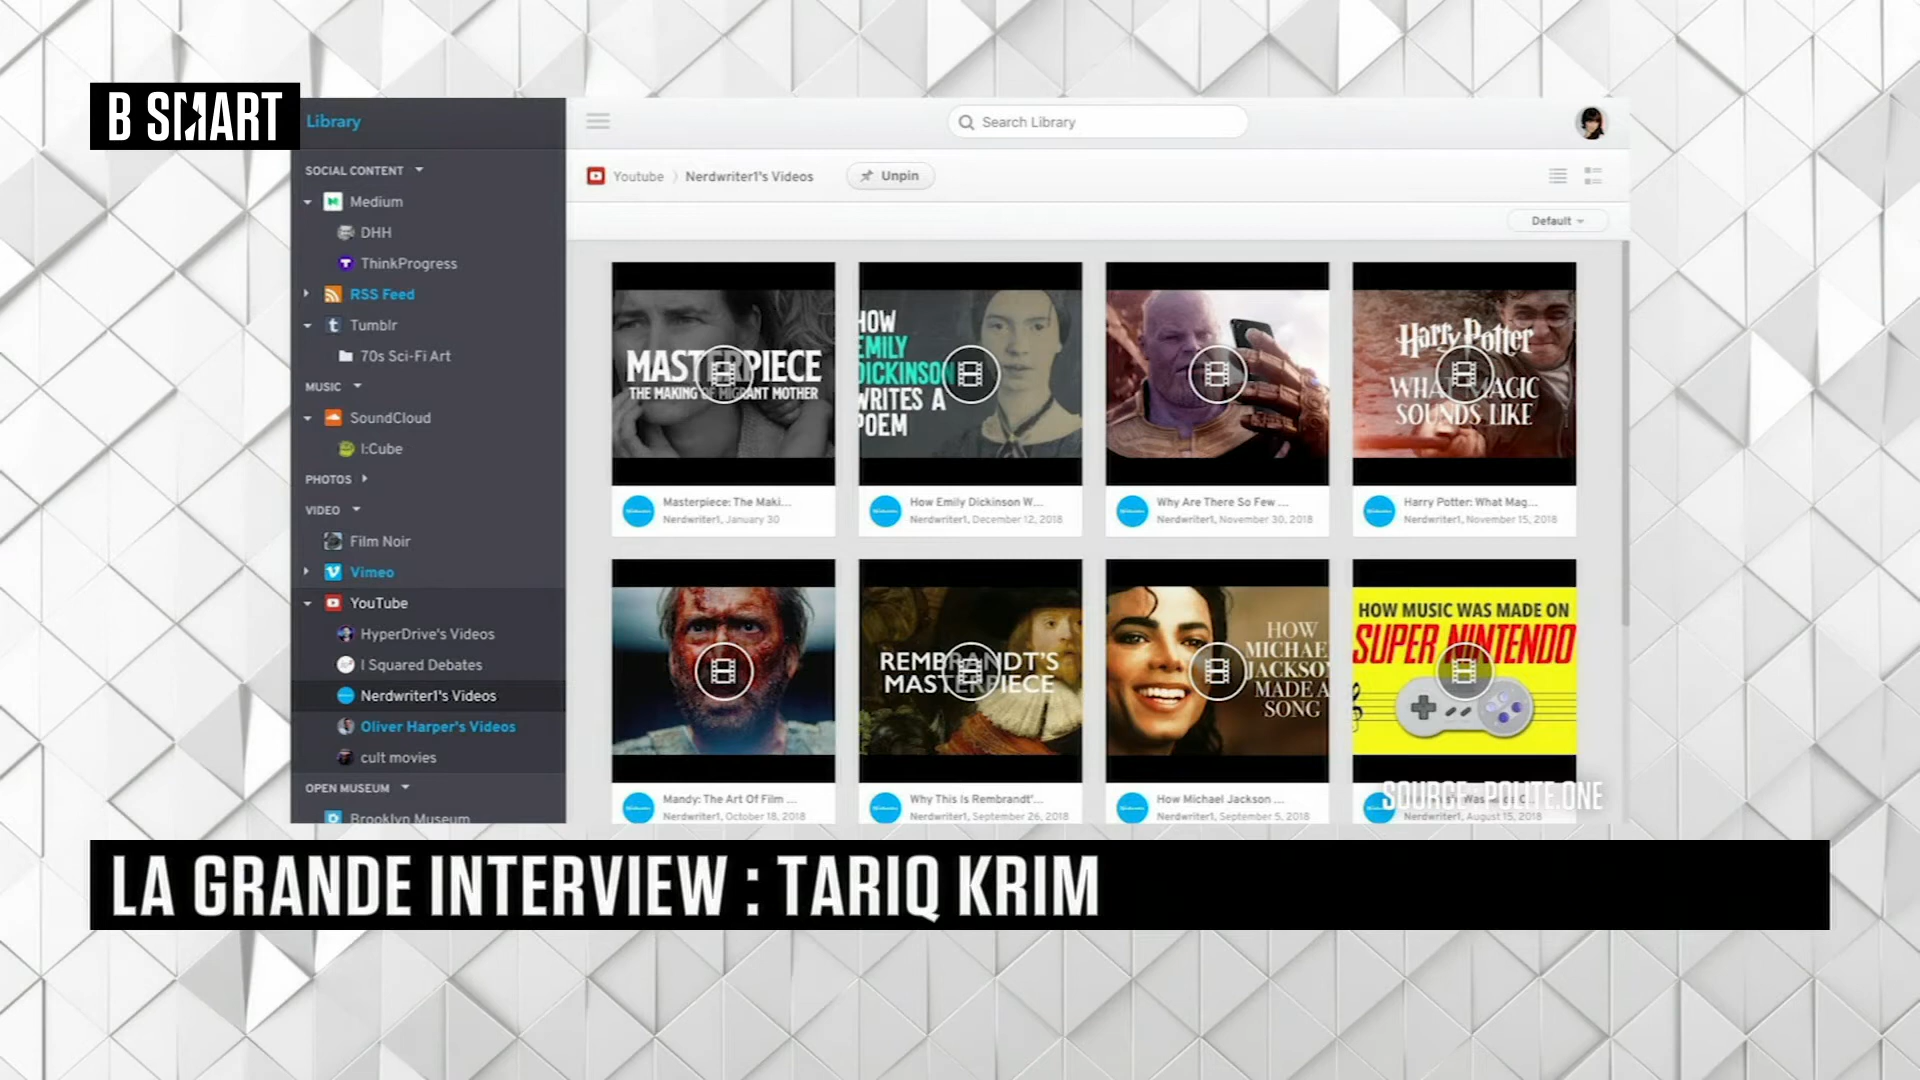 B SMART
Library
Search Library
SOCIAL CONTENT
Medium
DHH
ThinkProgress
RSS Feed
Tumblr
70s Sci-Fi Art
MUSIC
SoundCloud
I:Cube
PHOTOS
VIDEO
Film Noir
Vimeo
YouTube
HyperDrive's Videos
I Squared Debates
Nerdwriter1's Videos
Oliver Harper's Videos
cult movies
OPEN MUSEUM
Brooklyn Museum
Youtube
Nerdwriter1's Videos
Unpin
Default
MASTERPIECE
THE MAKING OF MIGRANT MOTHER
HOW
EMILY
DICKINSON
WRITES A
POEM
Harry Potter
WHAT MAGIC
SOUNDS LIKE
Masterpiece: The Maki...
Nerdwriter1, January 30
How Emily Dickinson W...
Nerdwriter1, December 12, 2018
Why Are There So Few ...
Nerdwriter1, November 30, 2018
Harry Potter: What Mag...
Nerdwriter1, November 15, 2018
REMBRANDT'S
MASTERPIECE
HOW
MICHAEL
JACKSON
MADE A
SONG
HOW MUSIC WAS MADE ON
SUPER NINTENDO
Mandy: The Art Of Film ...
Nerdwriter1, October 18, 2018
Why This Is Rembrandt'...
Nerdwriter1, September 26, 2018
How Michael Jackson ...
Nerdwriter1, September 5, 2018
Nerdwriter1, August 15, 2018
SOURCE : POLITE.ONE
LA GRANDE INTERVIEW : TARIQ KRIM